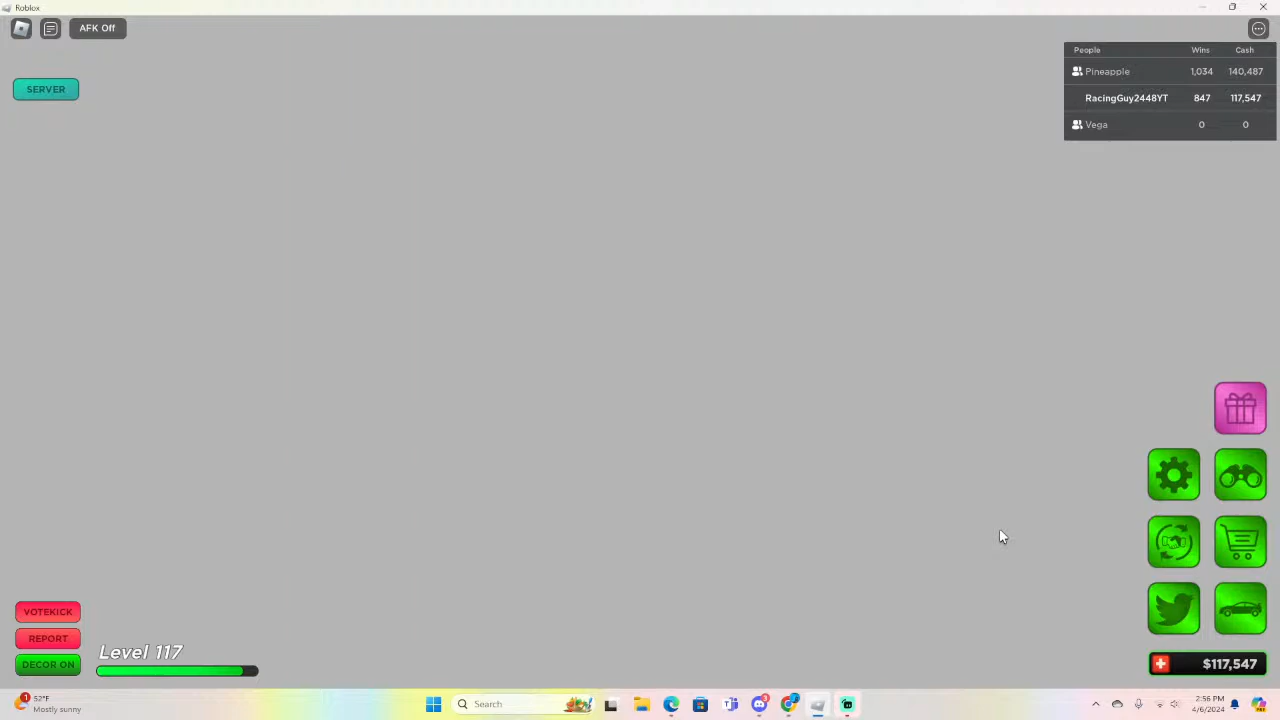 Roblox
AFK Off
SERVER
People Wins Cash
Pineapple 1,034 140,487
RacingGuy2448YT 847 117,547
Vega 0 0
VOTEKICK
REPORT
DECOR ON
Level 117
$117,547
1
52°F
Mostly sunny
Search
2:56 PM
4/6/2024